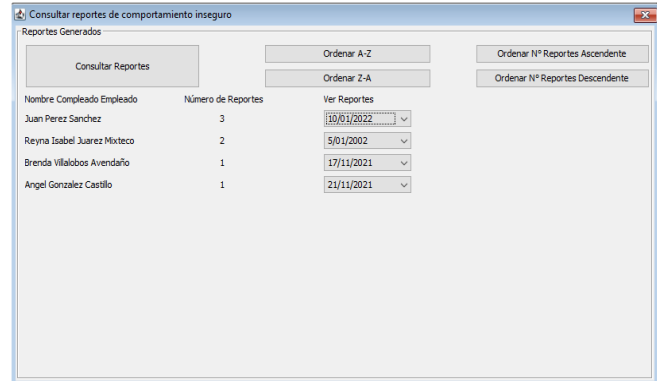 Consultar reportes de comportamiento inseguro
Reportes Generados
Consultar Reportes
Ordenar A-Z
Ordenar Nº Reportes Ascendente
Ordenar Z-A
Ordenar Nº Reportes Descendente
Nombre Compleado Empleado Número de Reportes Ver Reportes
Juan Perez Sanchez 3 10/01/2022
Reyna Isabel Juarez Mixteco 2 5/01/2002
Brenda Villalobos Avendaño 1 17/11/2021
Angel Gonzalez Castillo 1 21/11/2021